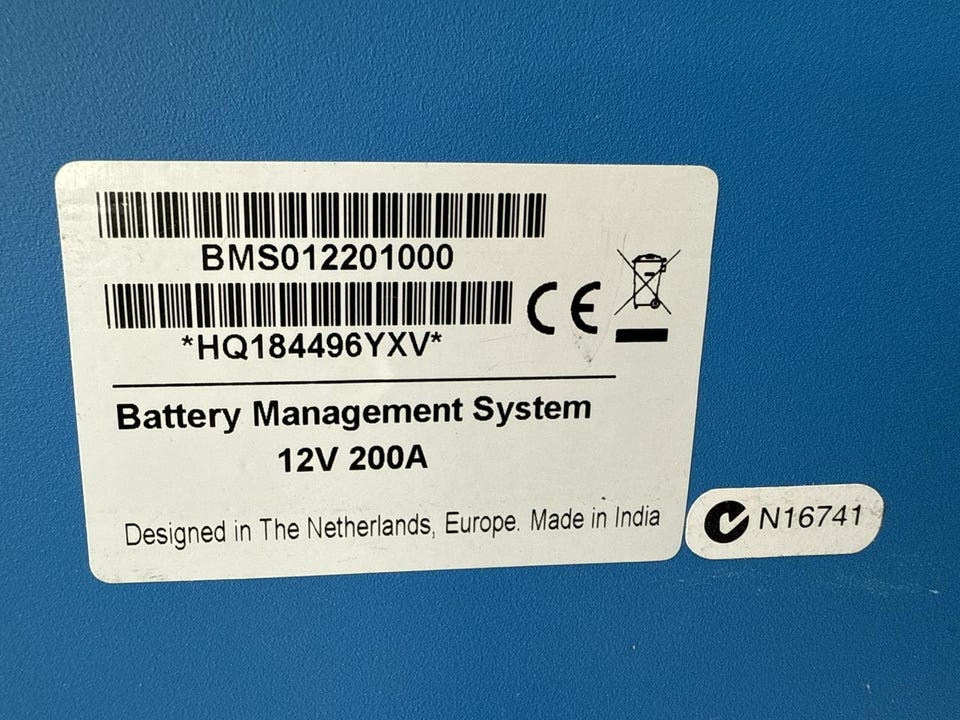 BMS012201000
*HQ184496YXV*
CE
Battery Management System
12V 200A
Designed in The Netherlands, Europe. Made in India
N16741